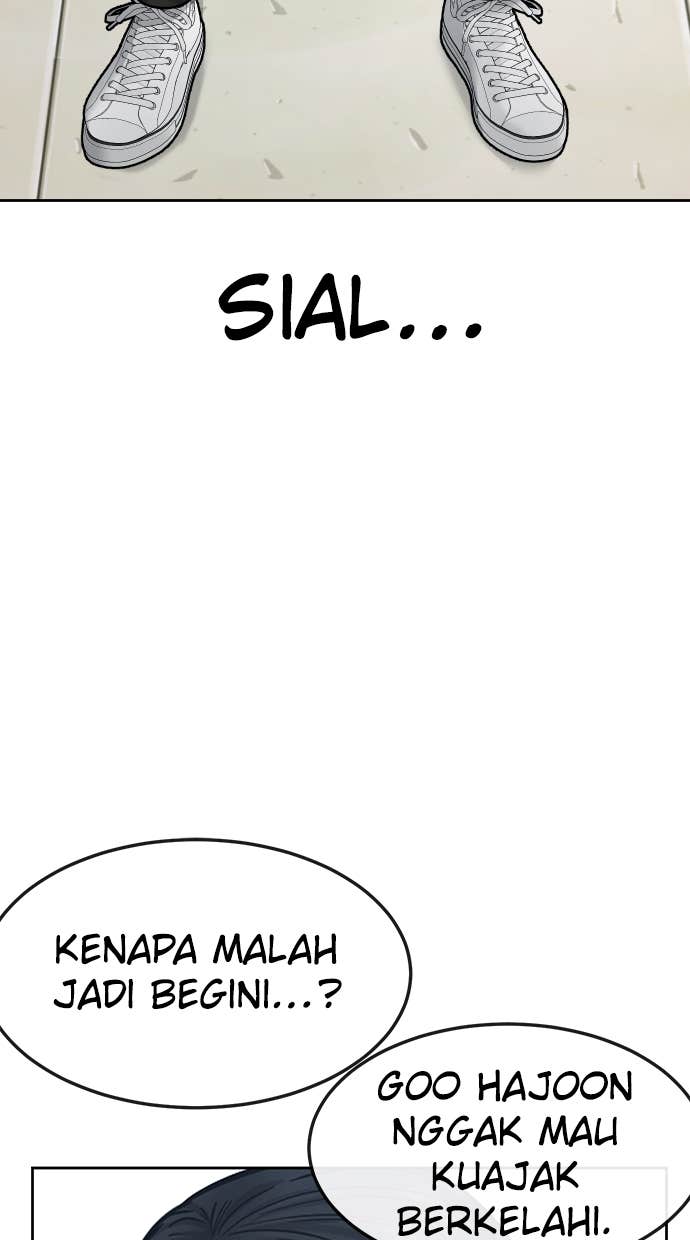 SIAL...
KENAPA MALAH
JADI BEGINI...?
GOO HAJOON
NGGAK MAU
KUAJAK
BERKELAHI.